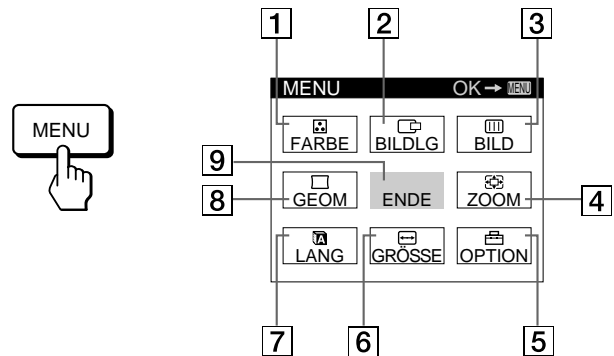 1 2 3
MENU
MENU OK → MENU
FARBE BILDLG BILD
9
8 GEOM ENDE ZOOM 4
LANG GRÖSSE OPTION
7 6 5